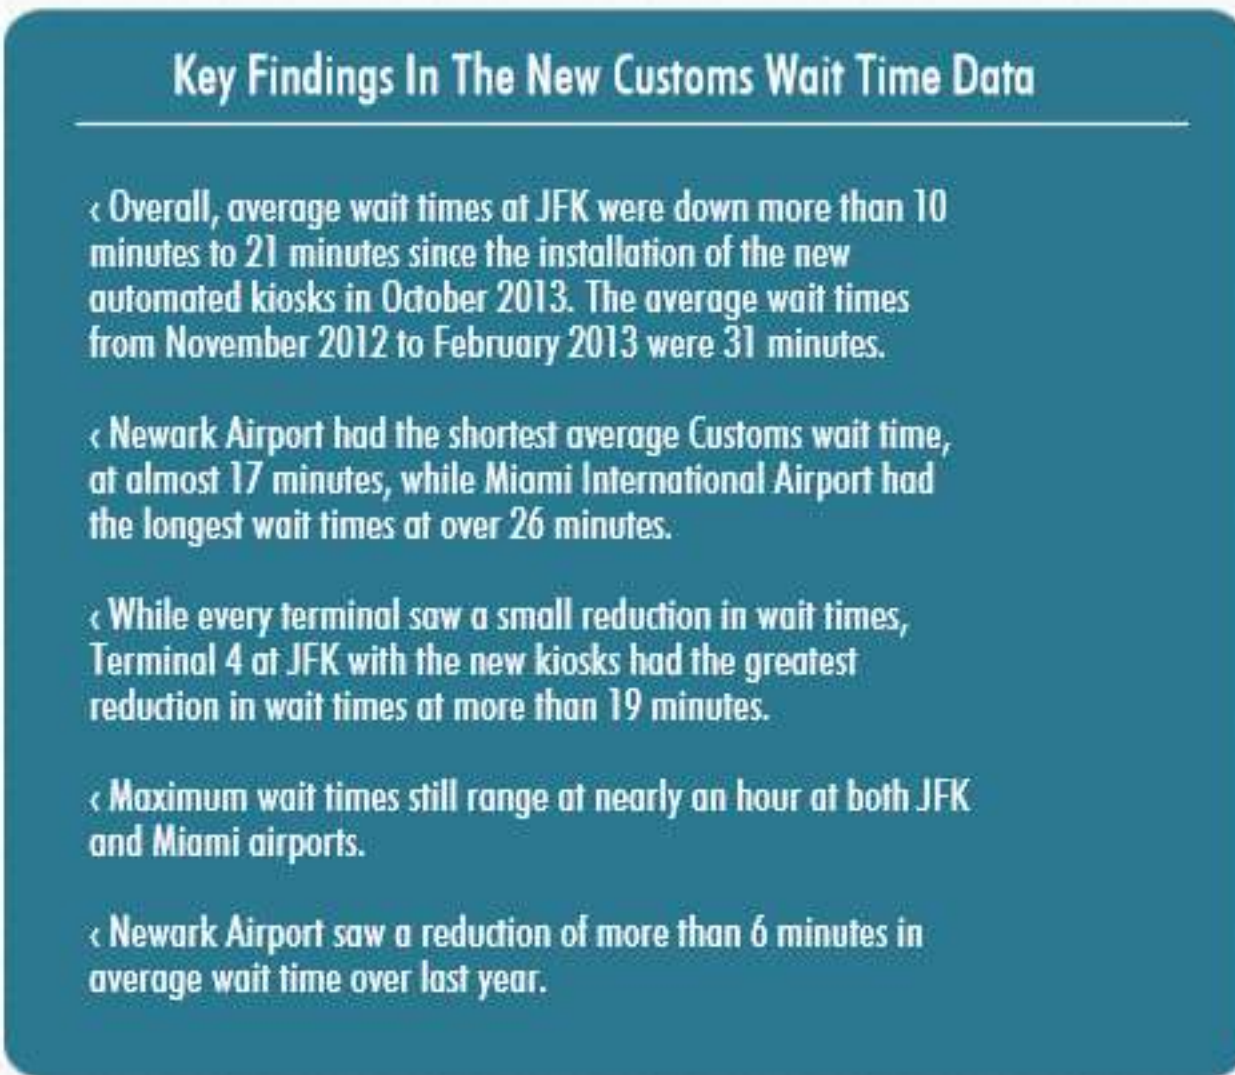 Key Findings In The New Customs Wait Time Data
‹ Overall, average wait times at JFK were down more than 10
minutes to 21 minutes since the installation of the new
automated kiosks in October 2013. The average wait times
from November 2012 to February 2013 were 31 minutes.
‹ Newark Airport had the shortest average Customs wait time,
at almost 17 minutes, while Miami International Airport had
the longest wait times at over 26 minutes.
‹ While every terminal saw a small reduction in wait times,
Terminal 4 at JFK with the new kiosks had the greatest
reduction in wait times at more than 19 minutes.
‹ Maximum wait times still range at nearly an hour at both JFK
and Miami airports.
‹ Newark Airport saw a reduction of more than 6 minutes in
average wait time over last year.